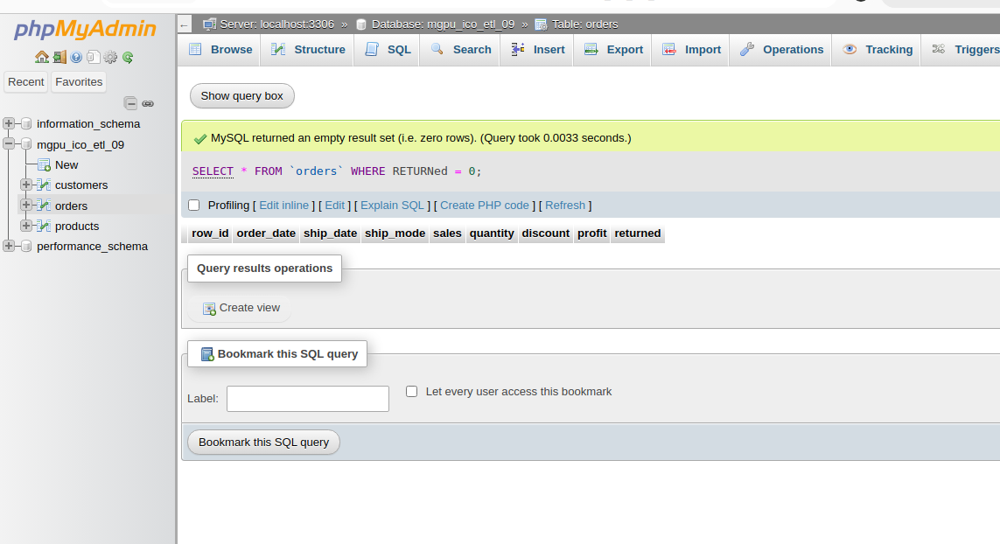 phpMyAdmin
Recent Favorites
information_schema
mgpu_ico_etl_09
New
customers
orders
products
performance_schema
Server: localhost:3306 » Database: mgpu_ico_etl_09 » Table: orders
Browse Structure SQL Search Insert Export Import Operations Tracking Triggers
Show query box
MySQL returned an empty result set (i.e. zero rows). (Query took 0.0033 seconds.)
SELECT * FROM `orders` WHERE RETURNed = 0;
Profiling [ Edit inline ] [ Edit ] [ Explain SQL ] [ Create PHP code ] [ Refresh ]
row_id order_date ship_date ship_mode sales quantity discount profit returned
Query results operations
Create view
Bookmark this SQL query
Label: Let every user access this bookmark
Bookmark this SQL query